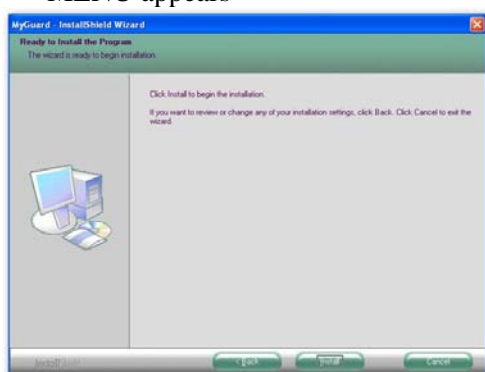 MENU appears
MyGuard - InstallShield Wizard
Ready to Install the Program
The wizard is ready to begin installation.
Click Install to begin the installation.
If you want to review or change any of your installation settings, click Back. Click Cancel to exit the
wizard.
InstallShield
< Back
Install
Cancel